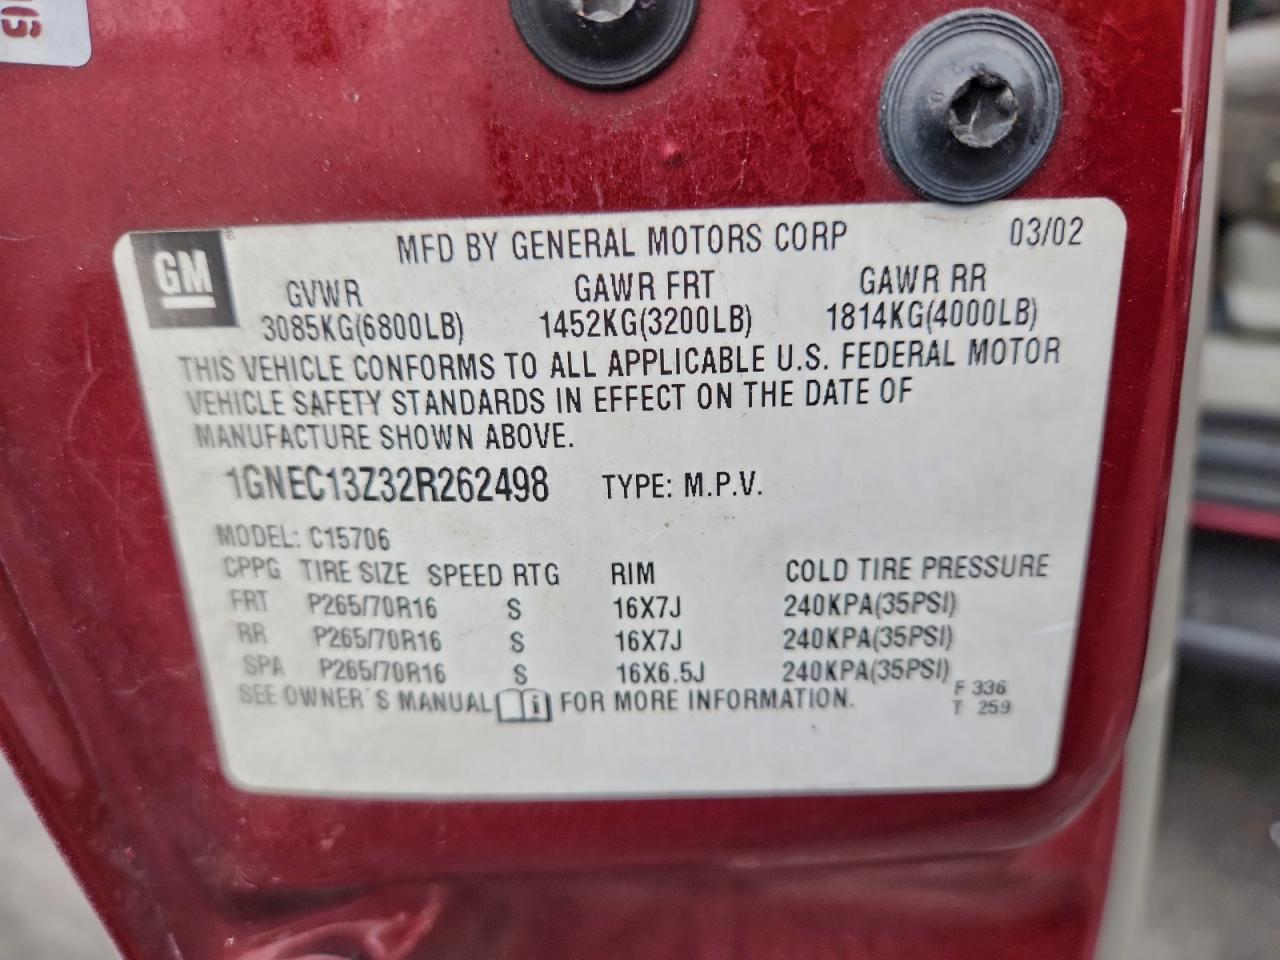 GM
MFD BY GENERAL MOTORS CORP 03/02
GVWR GAWR FRT GAWR RR
3085KG(6800LB) 1452KG(3200LB) 1814KG(4000LB)
THIS VEHICLE CONFORMS TO ALL APPLICABLE U.S. FEDERAL MOTOR
VEHICLE SAFETY STANDARDS IN EFFECT ON THE DATE OF
MANUFACTURE SHOWN ABOVE.
1GNEC13Z32R262498 TYPE: M.P.V.
MODEL: C15706
CPPG TIRE SIZE SPEED RTG RIM COLD TIRE PRESSURE
FRT P265/70R16 S 16X7J 240KPA(35PSI)
RR P265/70R16 S 16X7J 240KPA(35PSI)
SPA P265/70R16 S 16X6.5J 240KPA(35PSI)
SEE OWNER'S MANUAL i FOR MORE INFORMATION.
F 336
T 259